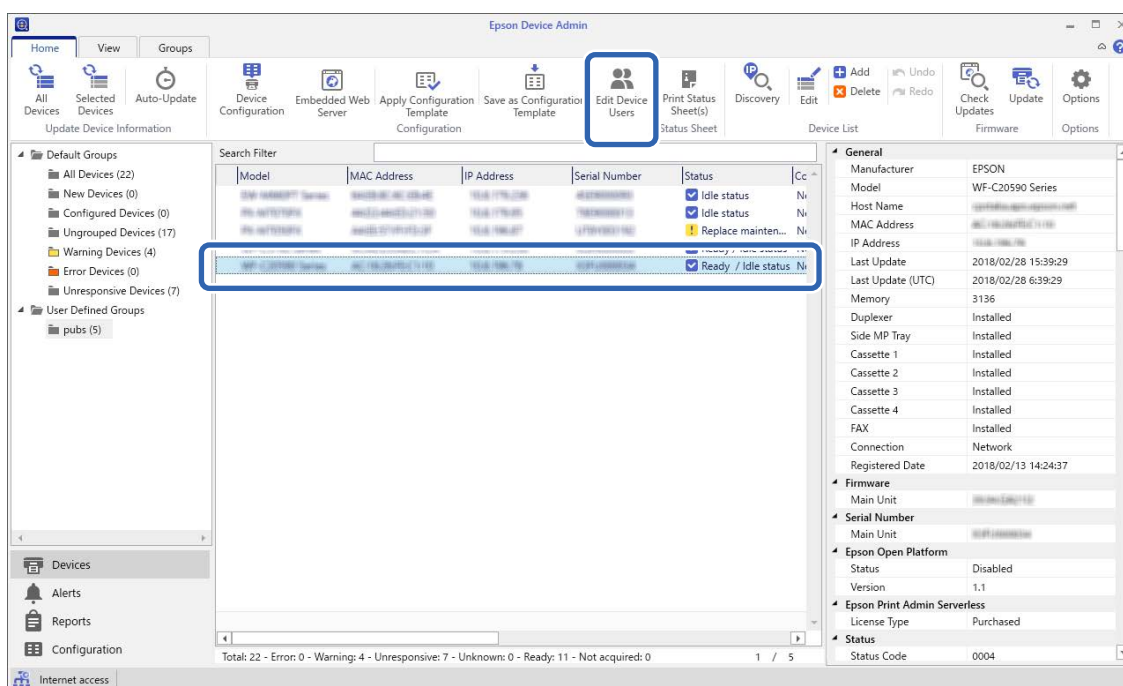 Epson Device Admin
Home View Groups
All Devices Selected Devices Auto-Update Device Configuration Embedded Web Server Apply Configuration Template Save as Configuration Template Edit Device Users Print Status Sheet(s) Discovery Edit Add Delete Undo Redo Check Updates Update Options
Update Device Information Configuration Status Sheet Device List Firmware Options
Default Groups
All Devices (22)
New Devices (0)
Configured Devices (0)
Ungrouped Devices (17)
Warning Devices (4)
Error Devices (0)
Unresponsive Devices (7)
User Defined Groups
pubs (5)
Devices
Alerts
Reports
Configuration
Internet access
Search Filter
Model MAC Address IP Address Serial Number Status Cc
Idle status
Idle status
Replace mainten...
Ready / Idle status
Ready / Idle status
Total: 22 - Error: 0 - Warning: 4 - Unresponsive: 7 - Unknown: 0 - Ready: 11 - Not acquired: 0 1 / 5
General
Manufacturer EPSON
Model WF-C20590 Series
Host Name
MAC Address
IP Address
Last Update 2018/02/28 15:39:29
Last Update (UTC) 2018/02/28 6:39:29
Memory 3136
Duplexer Installed
Side MP Tray Installed
Cassette 1 Installed
Cassette 2 Installed
Cassette 3 Installed
Cassette 4 Installed
FAX Installed
Connection Network
Registered Date 2018/02/13 14:24:37
Firmware
Main Unit
Serial Number
Main Unit
Epson Open Platform
Status Disabled
Version 1.1
Epson Print Admin Serverless
License Type Purchased
Status
Status Code 0004